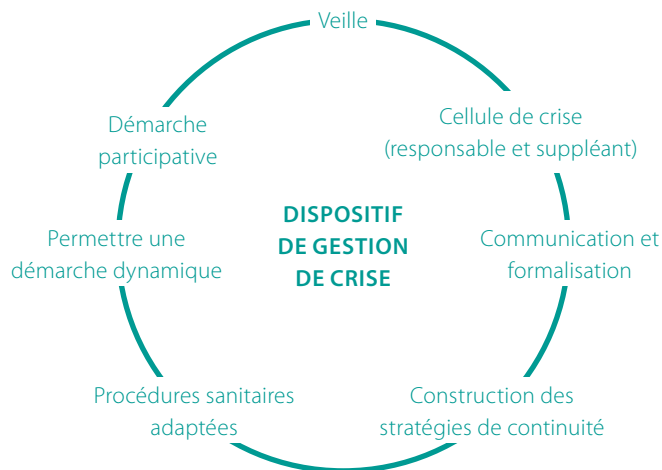 Veille
Cellule de crise
(responsable et suppléant)
Communication et
formalisation
Construction des
stratégies de continuité
Procédures sanitaires
adaptées
Permettre une
démarche dynamique
Démarche
participative
DISPOSITIF
DE GESTION
DE CRISE